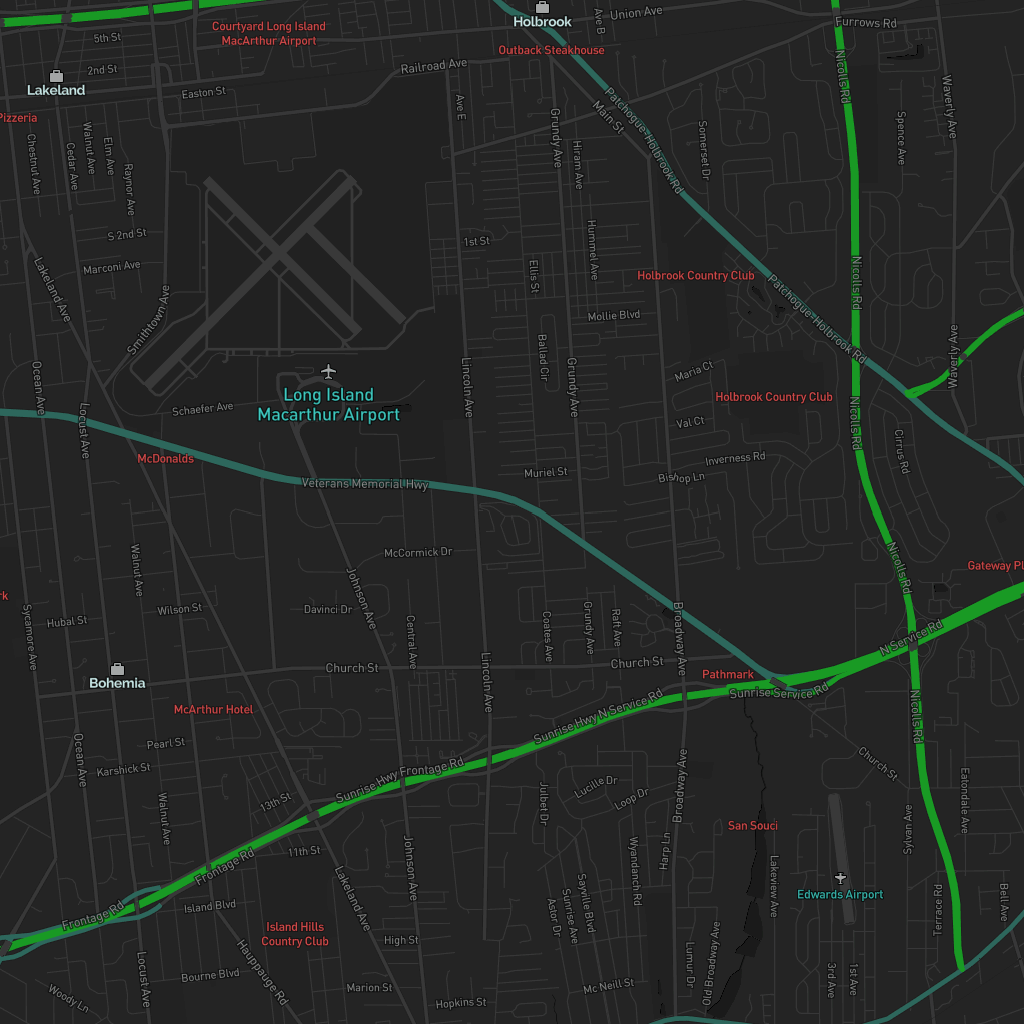 Holbrook
Ave B
Union Ave
Furrows Rd
Courtyard Long Island
MacArthur Airport
5th St
Outback Steakhouse
Railroad Ave
Nicolls Rd
2nd St
Lakeland
Easton St
Ave E
Patchogue-Holbrook Rd
Main St
Waverly Ave
Pizzeria
Grundy Ave
Hiram Ave
Somerset Dr
Spence Ave
Chestnut Ave
Walnut Ave
Elm Ave
Cedar Ave
Raynor Ave
S 2nd St
1st St
Hummel Ave
Marconi Ave
Ellis St
Lakeland Ave
Holbrook Country Club
Nicolls Rd
Patchogue-Holbrook Rd
Smithtown Ave
Mollie Blvd
Ballad Cir
Waverly Ave
Ocean Ave
Lincoln Ave
Grundy Ave
Maria Ct
Long Island
Macarthur Airport
Holbrook Country Club
Schaefer Ave
Locust Ave
Val Ct
Nicolls Rd
Cirrus Rd
McDonalds
Veterans Memorial Hwy
Muriel St
Inverness Rd
Bishop Ln
McCormick Dr
Nicolls Rd
Gateway Pl
Walnut Ave
Johnson Ave
rk
Sycamore Ave
Hubal St
Wilson St
Davinci Dr
Central Ave
Coates Ave
Grundy Ave
Raft Ave
Broadway Ave
N Service Rd
Bohemia
Church St
Lincoln Ave
Church St
Pathmark
Sunrise Service Rd
Nicolls Rd
McArthur Hotel
Sunrise Hwy N Service Rd
Ocean Ave
Pearl St
Karshick St
Sunrise Hwy Frontage Rd
Broadway Ave
Church St
Lucille Dr
Loop Dr
Julbet Dr
13th St
Walnut Ave
Eatondale Ave
Sylvan Ave
San Souci
Frontage Rd
11th St
Johnson Ave
Lakeland Ave
Wyandanch Rd
Harp Ln
Lakeview Ave
Edwards Airport
Terrace Rd
Bell Ave
Frontage Rd
Island Blvd
Island Hills
Country Club
High St
Astor Dr
Sunrise Ave
Sayville Blvd
Lumur Dr
Old Broadway Ave
3rd Ave
1st Ave
Locust Ave
Bourne Blvd
Hauppauge Rd
Woody Ln
Marion St
Hopkins St
Mc Neill St